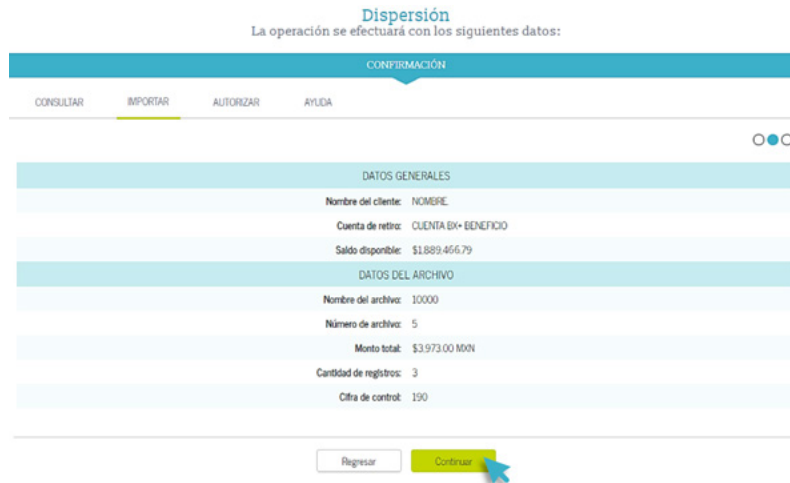 Dispersión
La operación se efectuará con los siguientes datos:
CONFIRMACIÓN
CONSULTAR IMPORTAR AUTORIZAR AYUDA
DATOS GENERALES
Nombre del cliente: NOMBRE.
Cuenta de retiro: CUENTA BX+ BENEFICIO
Saldo disponible: $1,889,466.79
DATOS DEL ARCHIVO
Nombre del archivo: 10000
Número de archivo: 5
Monto total: $3,973.00 MXN
Cantidad de registros: 3
Cifra de control: 190
Regresar Continuar